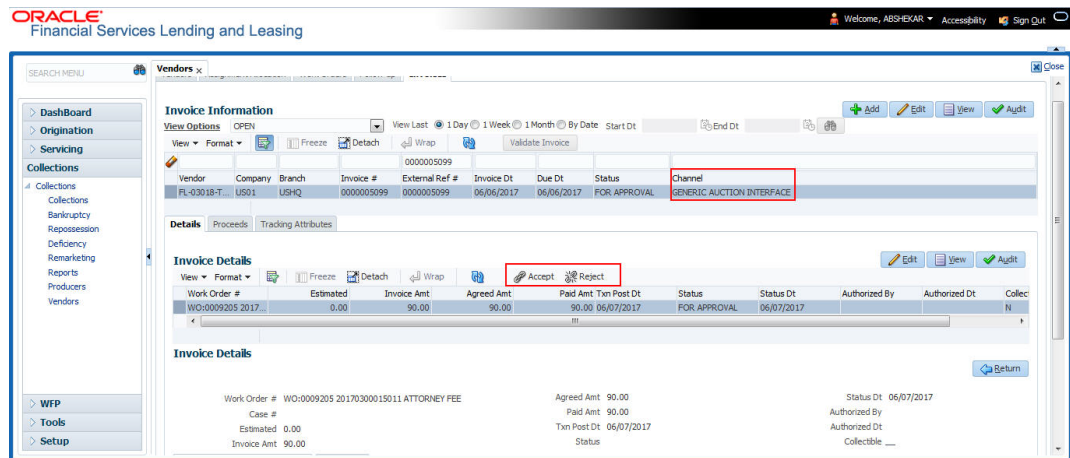 ORACLE
Financial Services Lending and Leasing
Welcome, ABSHEKAR Accessibility Sign Out
SEARCH MENU
Vendors x
Close
DashBoard
Origination
Servicing
Collections
Collections
Collections
Bankruptcy
Repossession
Deficiency
Remarketing
Reports
Producers
Vendors
WFP
Tools
Setup
Invoice Information
Add Edit View Audit
View Options OPEN View Last 1 Day 1 Week 1 Month By Date Start Dt End Dt
View Format Freeze Detach Wrap Validate Invoice
0000005099
Vendor Company Branch Invoice # External Ref # Invoice Dt Due Dt Status Channel
FL-03018-T... US01 USHQ 0000005099 0000005099 06/06/2017 06/06/2017 FOR APPROVAL GENERIC AUCTION INTERFACE
Details Proceeds Tracking Attributes
Invoice Details
Edit View Audit
View Format Freeze Detach Wrap Accept Reject
Work Order # Estimated Invoice Amt Agreed Amt Paid Amt Txn Post Dt Status Status Dt Authorized By Authorized Dt Collec
WO:0009205 2017... 0.00 90.00 90.00 90.00 06/07/2017 FOR APPROVAL 06/07/2017 N
Invoice Details
Return
Work Order # WO:0009205 20170300015011 ATTORNEY FEE Agreed Amt 90.00 Status Dt 06/07/2017
Case # Paid Amt 90.00 Authorized By
Estimated 0.00 Txn Post Dt 06/07/2017 Authorized Dt
Invoice Amt 90.00 Status Collectible